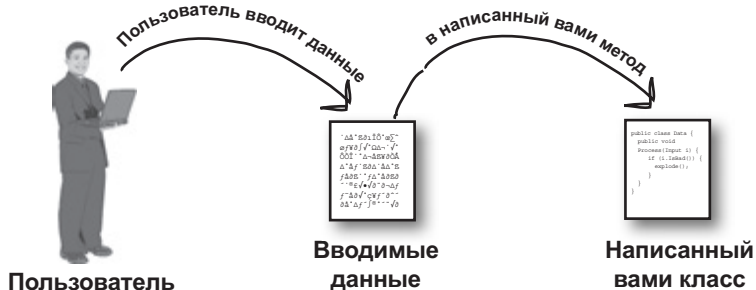 Пользователь вводит данные
в написанный вами метод
public class Data {
public void
Process(Input i) {
if (i.IsBad()) {
explode();
}
}
}
Пользователь
Вводимые
данные
Написанный
вами класс